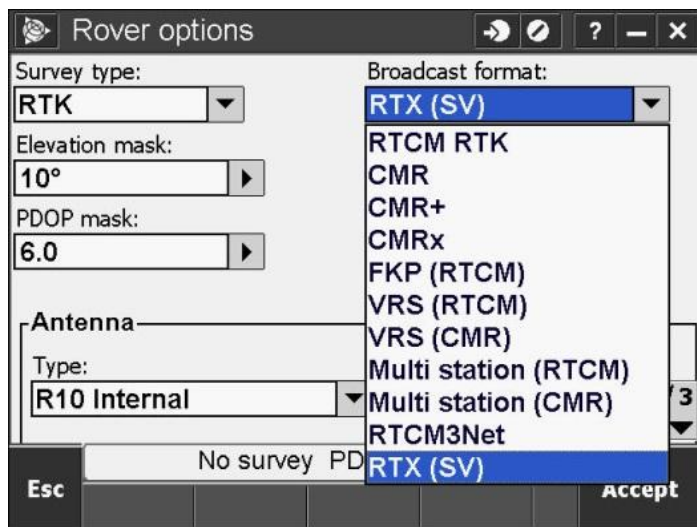 Rover options
?
Survey type:
RTK
Broadcast format:
RTX (SV)
Elevation mask:
10°
PDOP mask:
6.0
RTCM RTK
CMR
CMR+
CMRx
FKP (RTCM)
VRS (RTCM)
VRS (CMR)
Multi station (RTCM)
Multi station (CMR)
RTCM3Net
RTX (SV)
Antenna
Type:
R10 Internal
/3
No survey PD
Esc
Accept